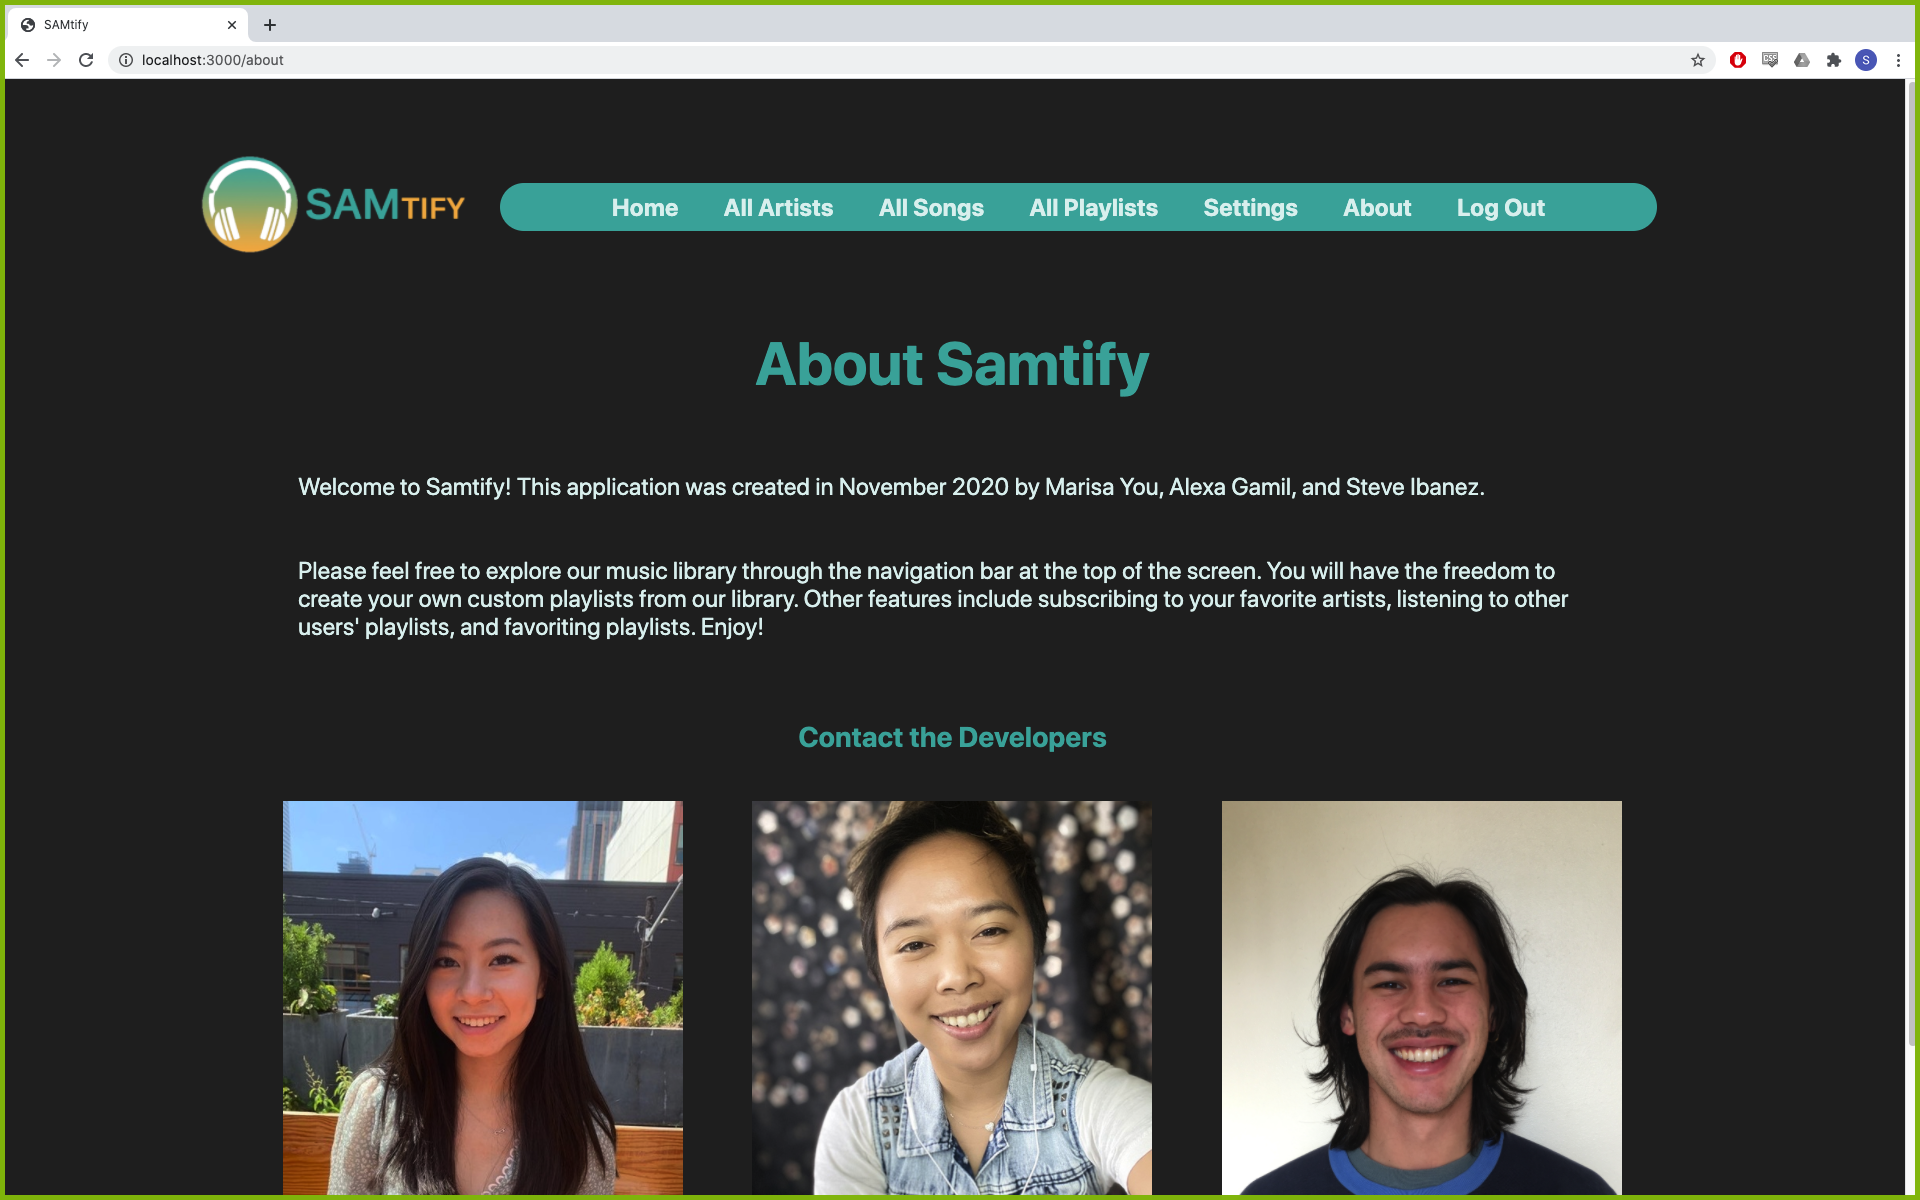 SAMtify
localhost:3000/about
CSS
S
SAMTIFY
Home All Artists All Songs All Playlists Settings About Log Out
About Samtify
Welcome to Samtify! This application was created in November 2020 by Marisa You, Alexa Gamil, and Steve Ibanez.
Please feel free to explore our music library through the navigation bar at the top of the screen. You will have the freedom to
create your own custom playlists from our library. Other features include subscribing to your favorite artists, listening to other
users' playlists, and favoriting playlists. Enjoy!
Contact the Developers